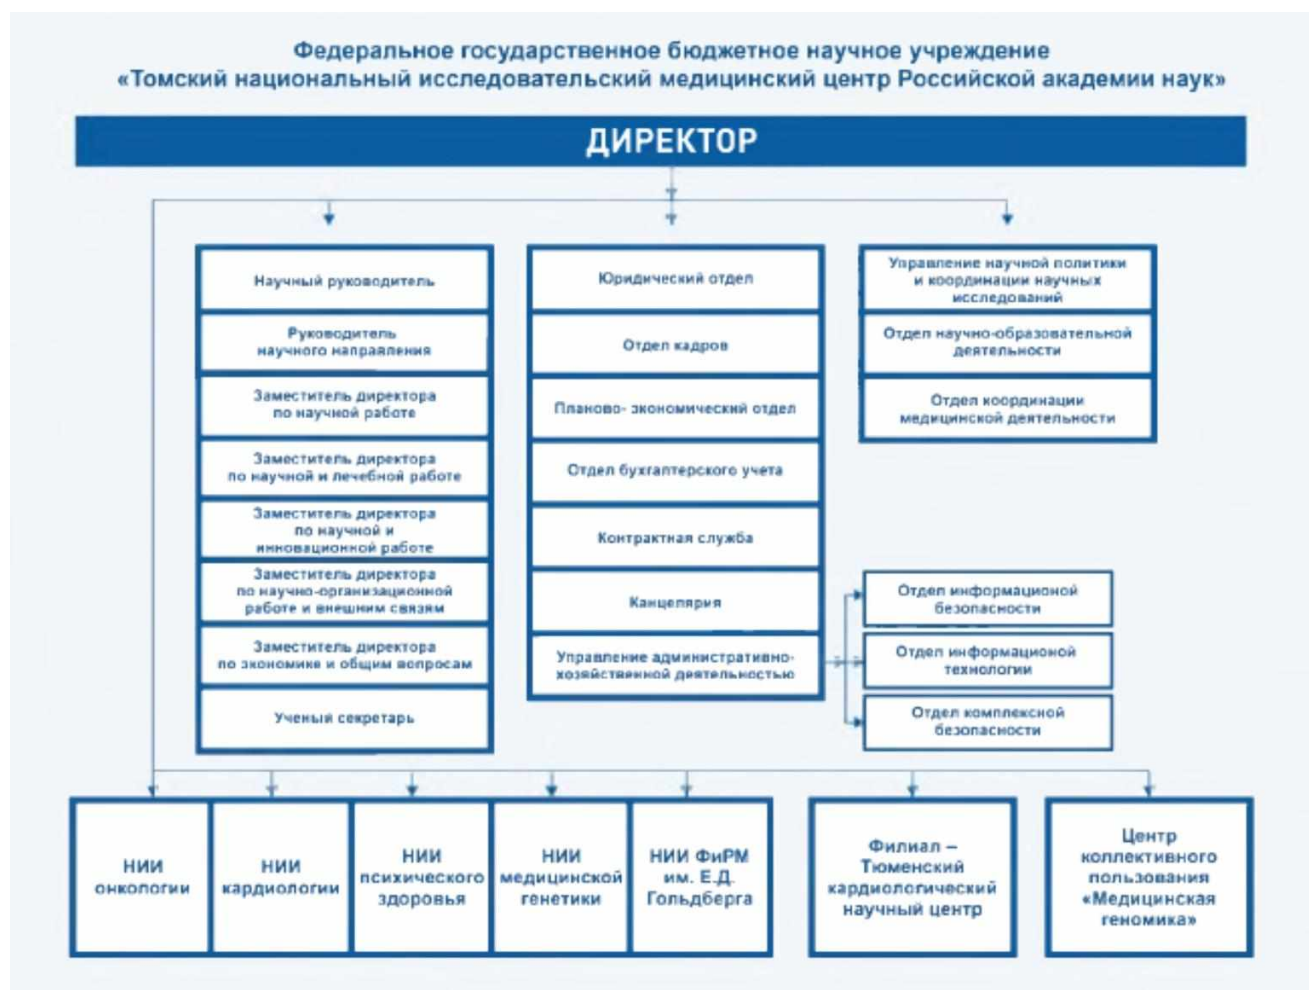 Федеральное государственное бюджетное научное учреждение
«Томский национальный исследовательский медицинский центр Российской академии наук»
ДИРЕКТОР
Научный руководитель
Руководитель
научного направления
Заместитель директора
по научной работе
Заместитель директора
по научной и лечебной работе
Заместитель директора
по научной и
инновационной работе
Заместитель директора
по научно-организационной
работе и внешним связям
Заместитель директора
по экономике и общим вопросам
Ученый секретарь
Юридический отдел
Отдел кадров
Планово- экономический отдел
Отдел бухгалтерского учета
Контрактная служба
Канцелярия
Управление административно-
хозяйственной деятельностью
Управление научной политики
и координации научных
исследований
Отдел научно-образовательной
деятельности
Отдел координации
медицинской деятельности
Отдел информационой
безопасности
Отдел информационой
технологии
Отдел комплексной
безопасности
НИИ
онкологии
НИИ
кардиологии
НИИ
психического
здоровья
НИИ
медицинской
генетики
НИИ ФиРМ
им. Е.Д.
Гольдберга
Филиал –
Тюменский
кардиологический
научный центр
Центр
коллективного
пользования
«Медицинская
геномика»